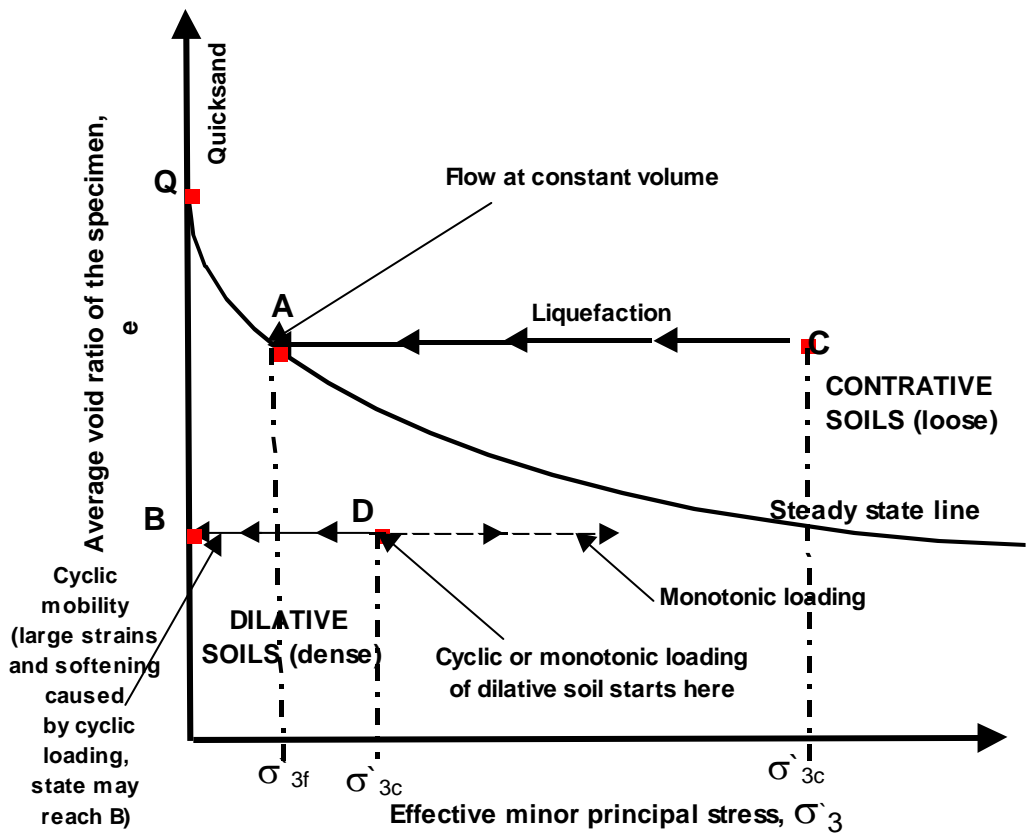 Quicksand
Average void ratio of the specimen,
e
Q
Flow at constant volume
A
Liquefaction
C
CONTRATIVE
SOILS (loose)
Steady state line
B
D
Monotonic loading
Cyclic
mobility
(large strains
and softening
caused
by cyclic
loading,
state may
reach B)
DILATIVE
SOILS (dense)
Cyclic or monotonic loading
of dilative soil starts here
σ`3f
σ`3c
σ`3c
Effective minor principal stress, σ`3